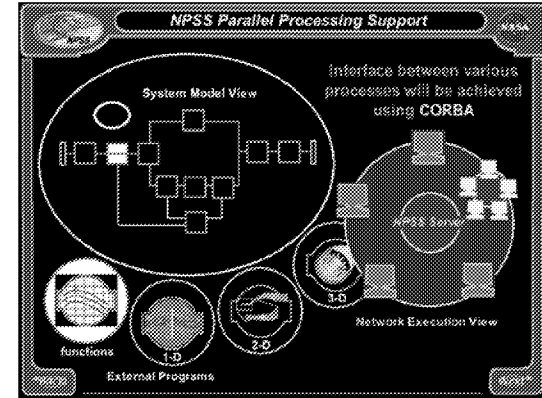 NPSS Parallel Processing Support
NASA
System Model View
Interface between various
processes will be achieved
using CORBA
NPSS Server
3-D
Network Execution View
functions
1-D
2-D
External Programs